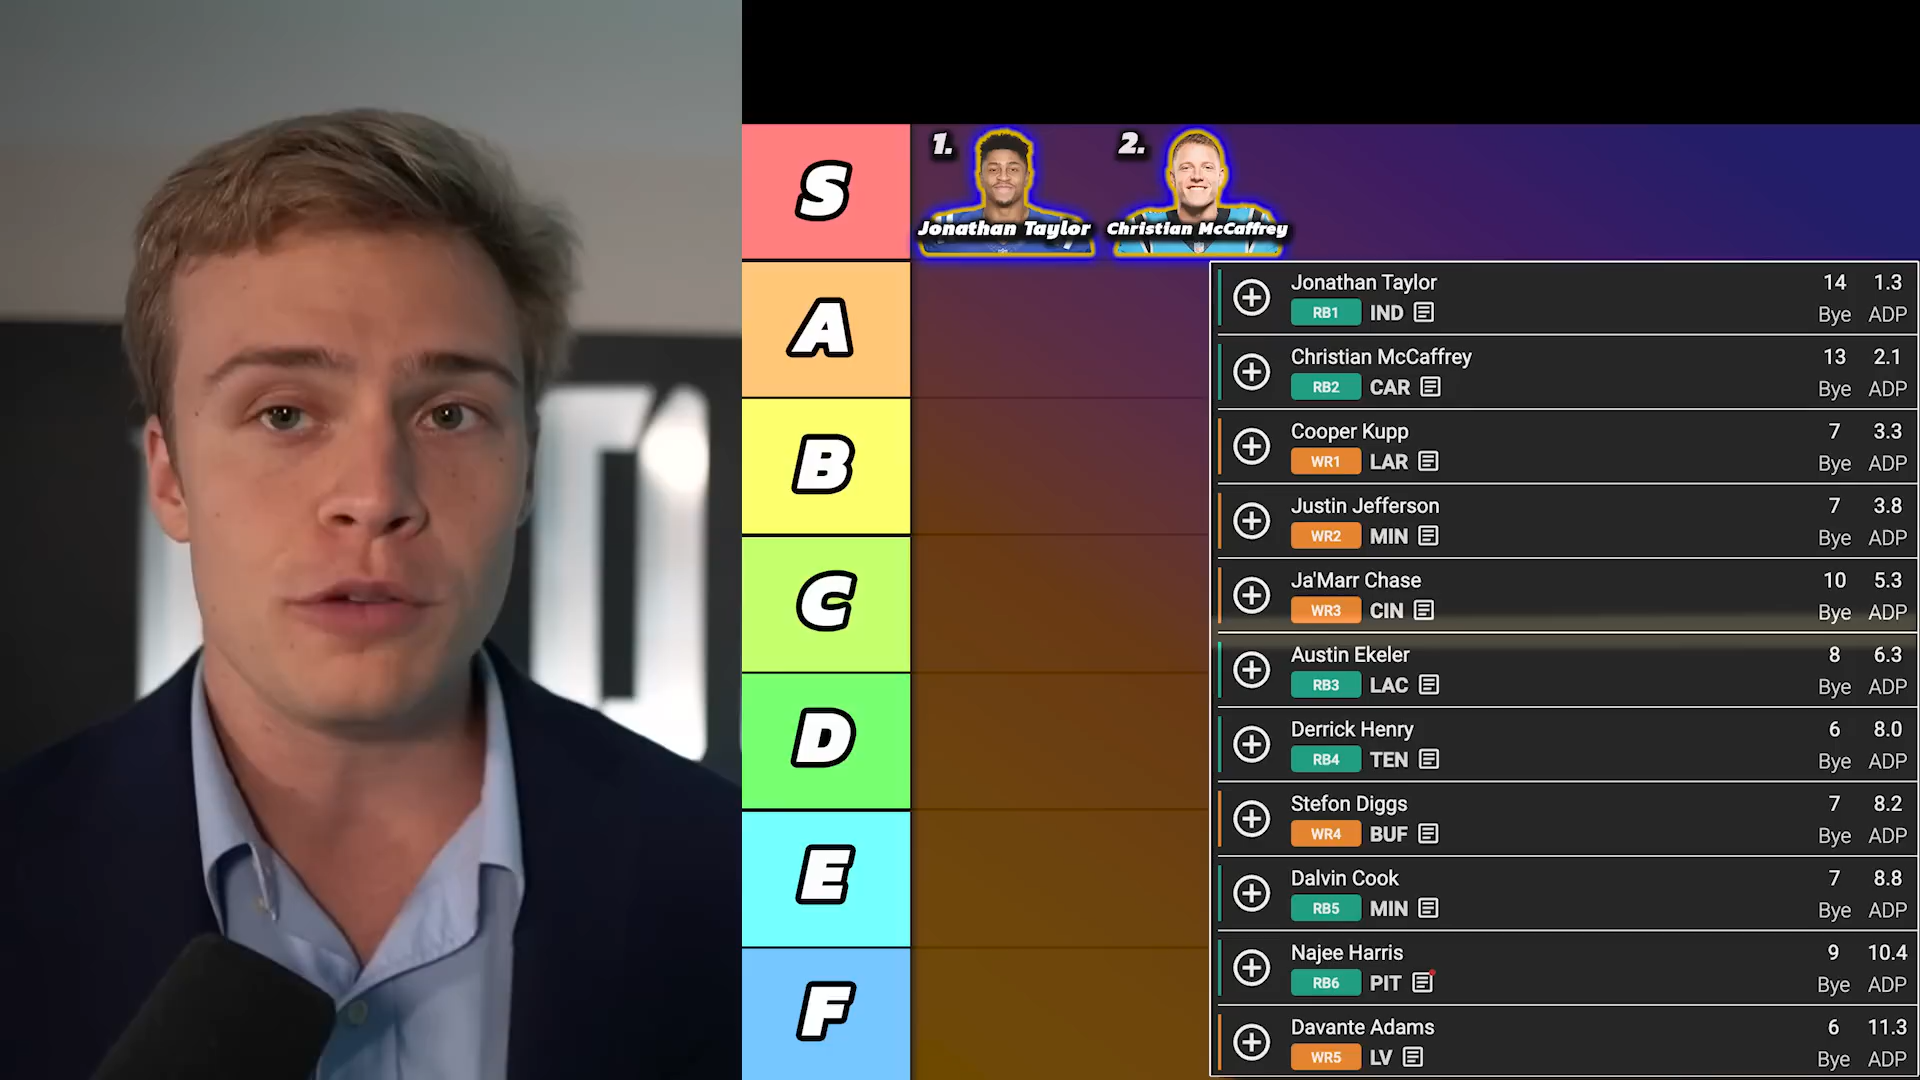 S
1.
Jonathan Taylor
2.
Christian McCaffrey
A
B
C
D
E
F
Jonathan Taylor
14 1.3
RB1 IND
Bye ADP
Christian McCaffrey
13 2.1
RB2 CAR
Bye ADP
Cooper Kupp
7 3.3
WR1 LAR
Bye ADP
Justin Jefferson
7 3.8
WR2 MIN
Bye ADP
Ja'Marr Chase
10 5.3
WR3 CIN
Bye ADP
Austin Ekeler
8 6.3
RB3 LAC
Bye ADP
Derrick Henry
6 8.0
RB4 TEN
Bye ADP
Stefon Diggs
7 8.2
WR4 BUF
Bye ADP
Dalvin Cook
7 8.8
RB5 MIN
Bye ADP
Najee Harris
9 10.4
RB6 PIT
Bye ADP
Davante Adams
6 11.3
WR5 LV
Bye ADP